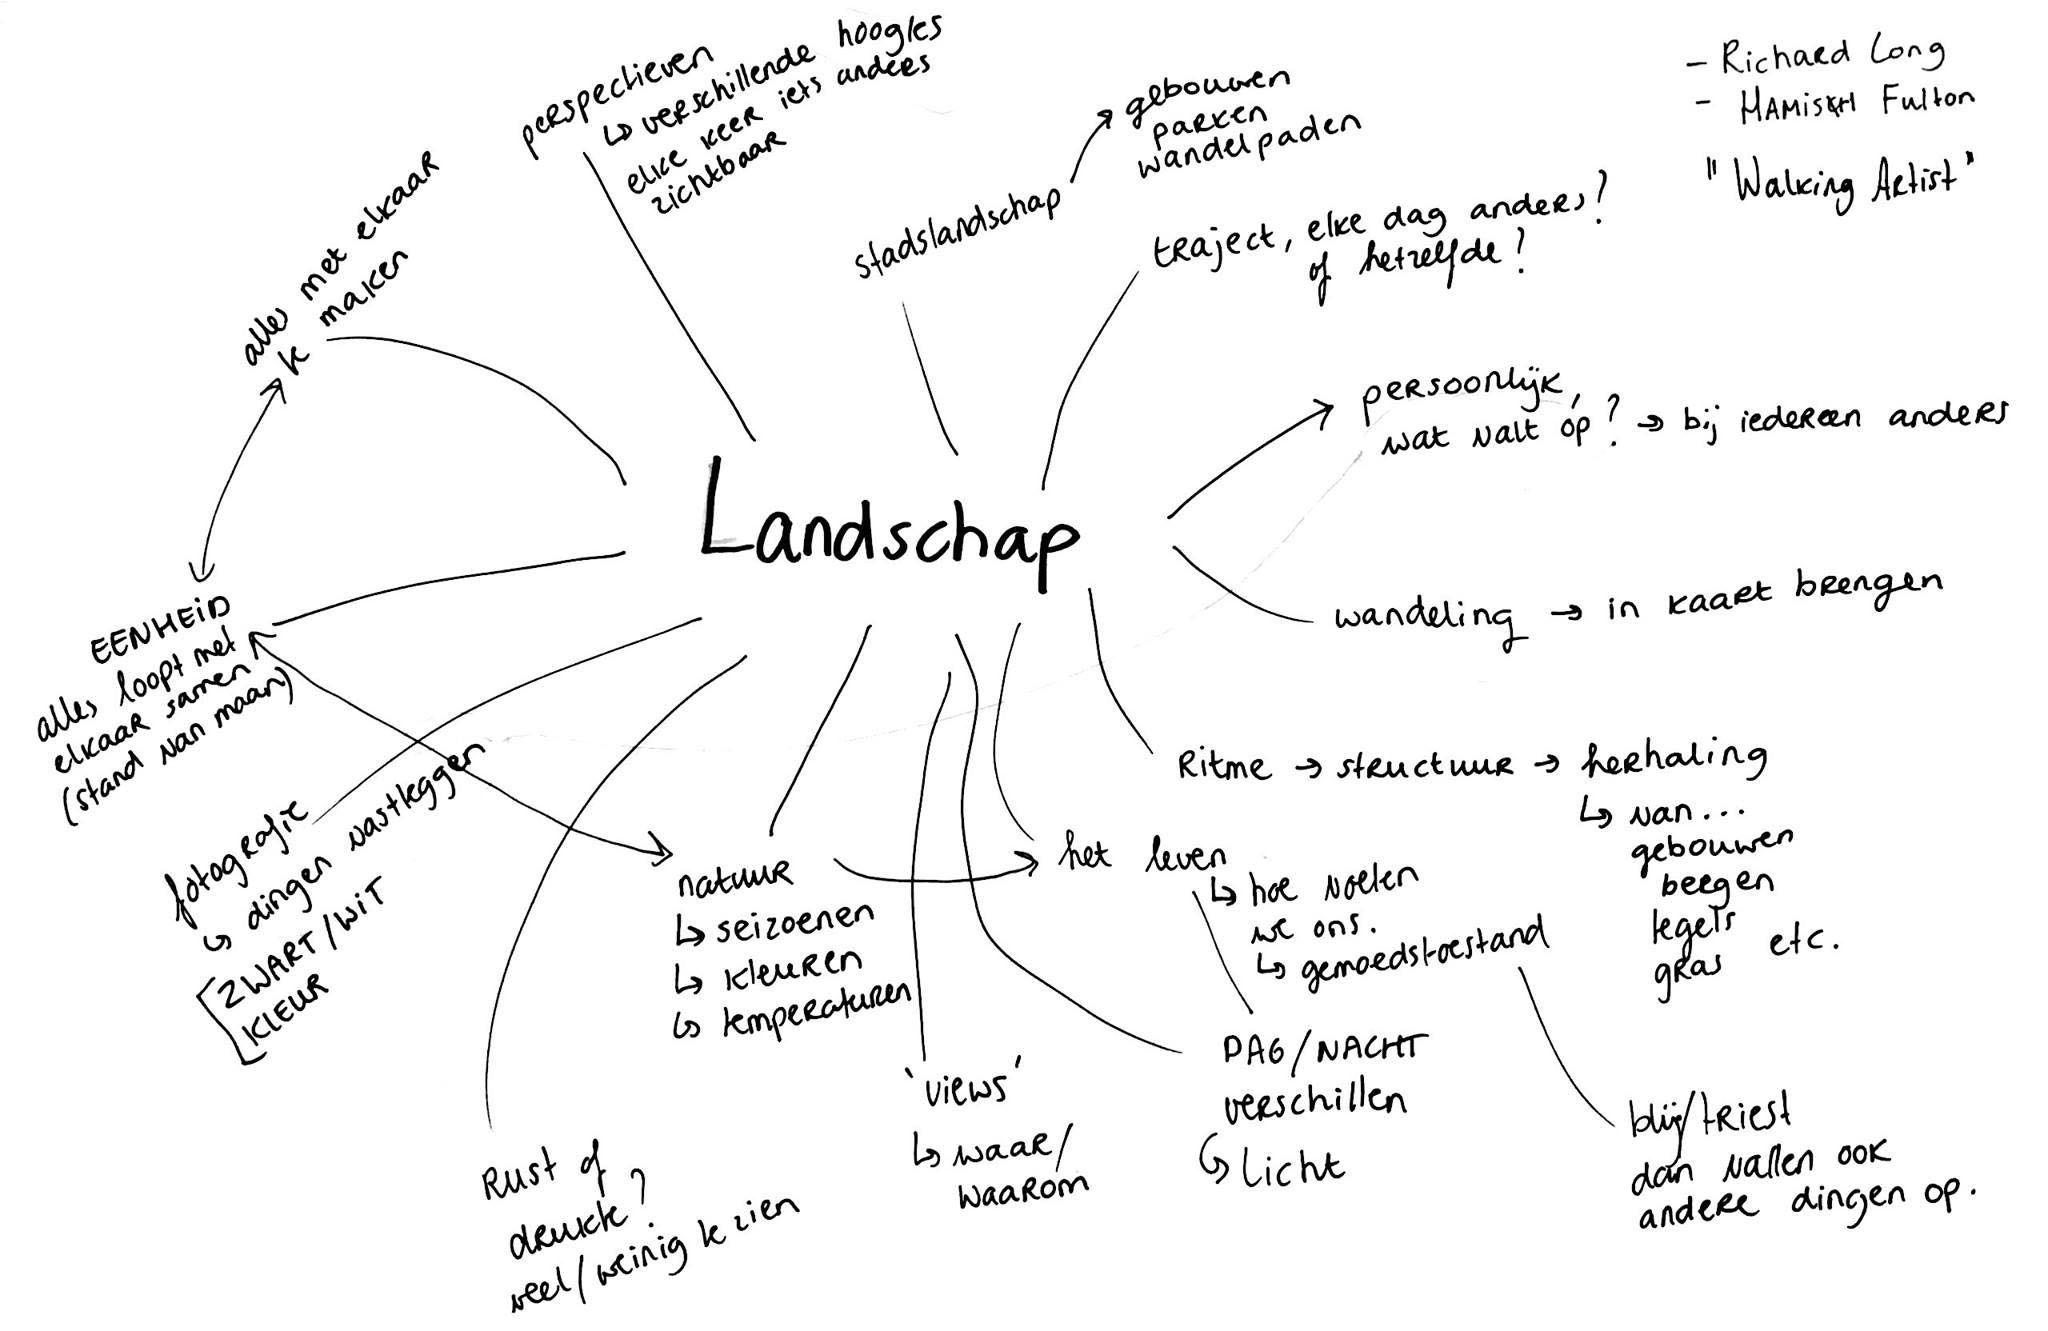 perspectieven
↳ verschillende hoogtes
elke keer iets anders
zichtbaar
stadslandschap
gebouwen
parken
wandelpaden
- Richard Long
- HAMISH Fulton
"Walking Artist"
traject, elke dag anders?
of hetzelfde?
alles met elkaar
te maken
persoonlijk,
wat valt op? → bij iedereen anders
Landschap
wandeling → in kaart brengen
EENHEID
alles loopt met
elkaar samen
(stand van maan)
Ritme → structuur → herhaling
↳ van...
gebouwen
bergen
tegels
gras etc.
fotografie
↳ dingen vastleggen
[ZWART/WIT
KLEUR
natuur
↳ seizoenen
↳ kleuren
↳ temperaturen
het leven
↳ hoe voelen
we ons.
↳ gemoedstoestand
'views'
↳ waar/
waarom
DAG/NACHT
verschillen
↳ licht
blij/triest
dan vallen ook
andere dingen op.
Rust of
drukte?
veel/weinig te zien